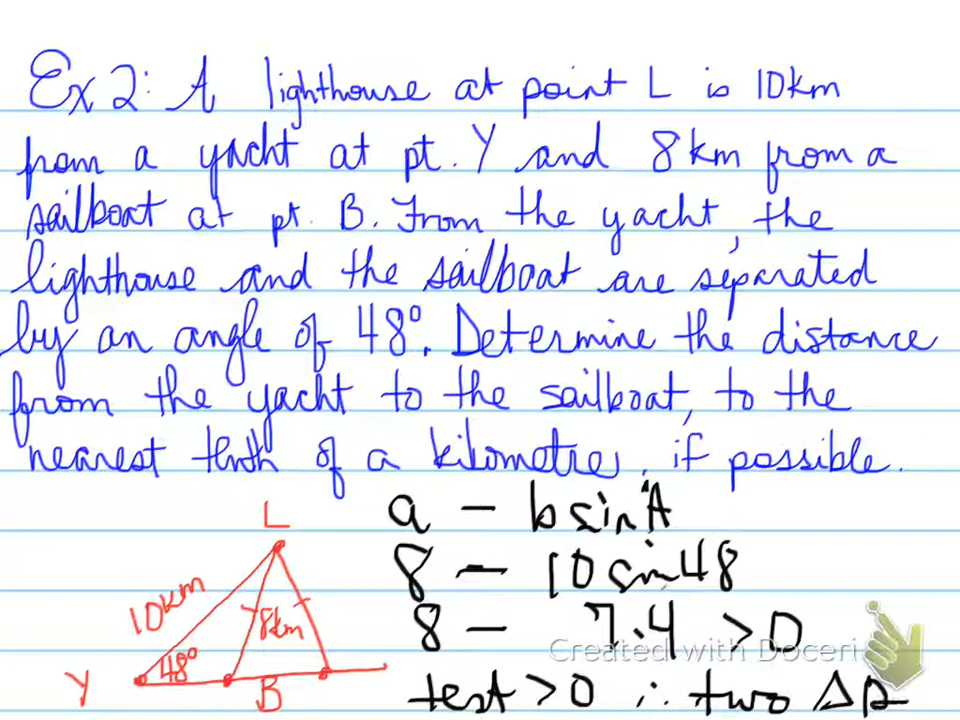 Ex 2: A lighthouse at point L is 10km
from a yacht at pt. Y and 8km from a
sailboat at pt. B. From the yacht, the
lighthouse and the sailboat are separated
by an angle of 48°. Determine the distance
from the yacht to the sailboat, to the
nearest tenth of a kilometre, if possible.
L
10km
8km
48°
Y
B
a - b sin A
8 - 10 sin 48
8 - 7.4 > 0
test > 0 ∴ two Δs
Created with Doceri